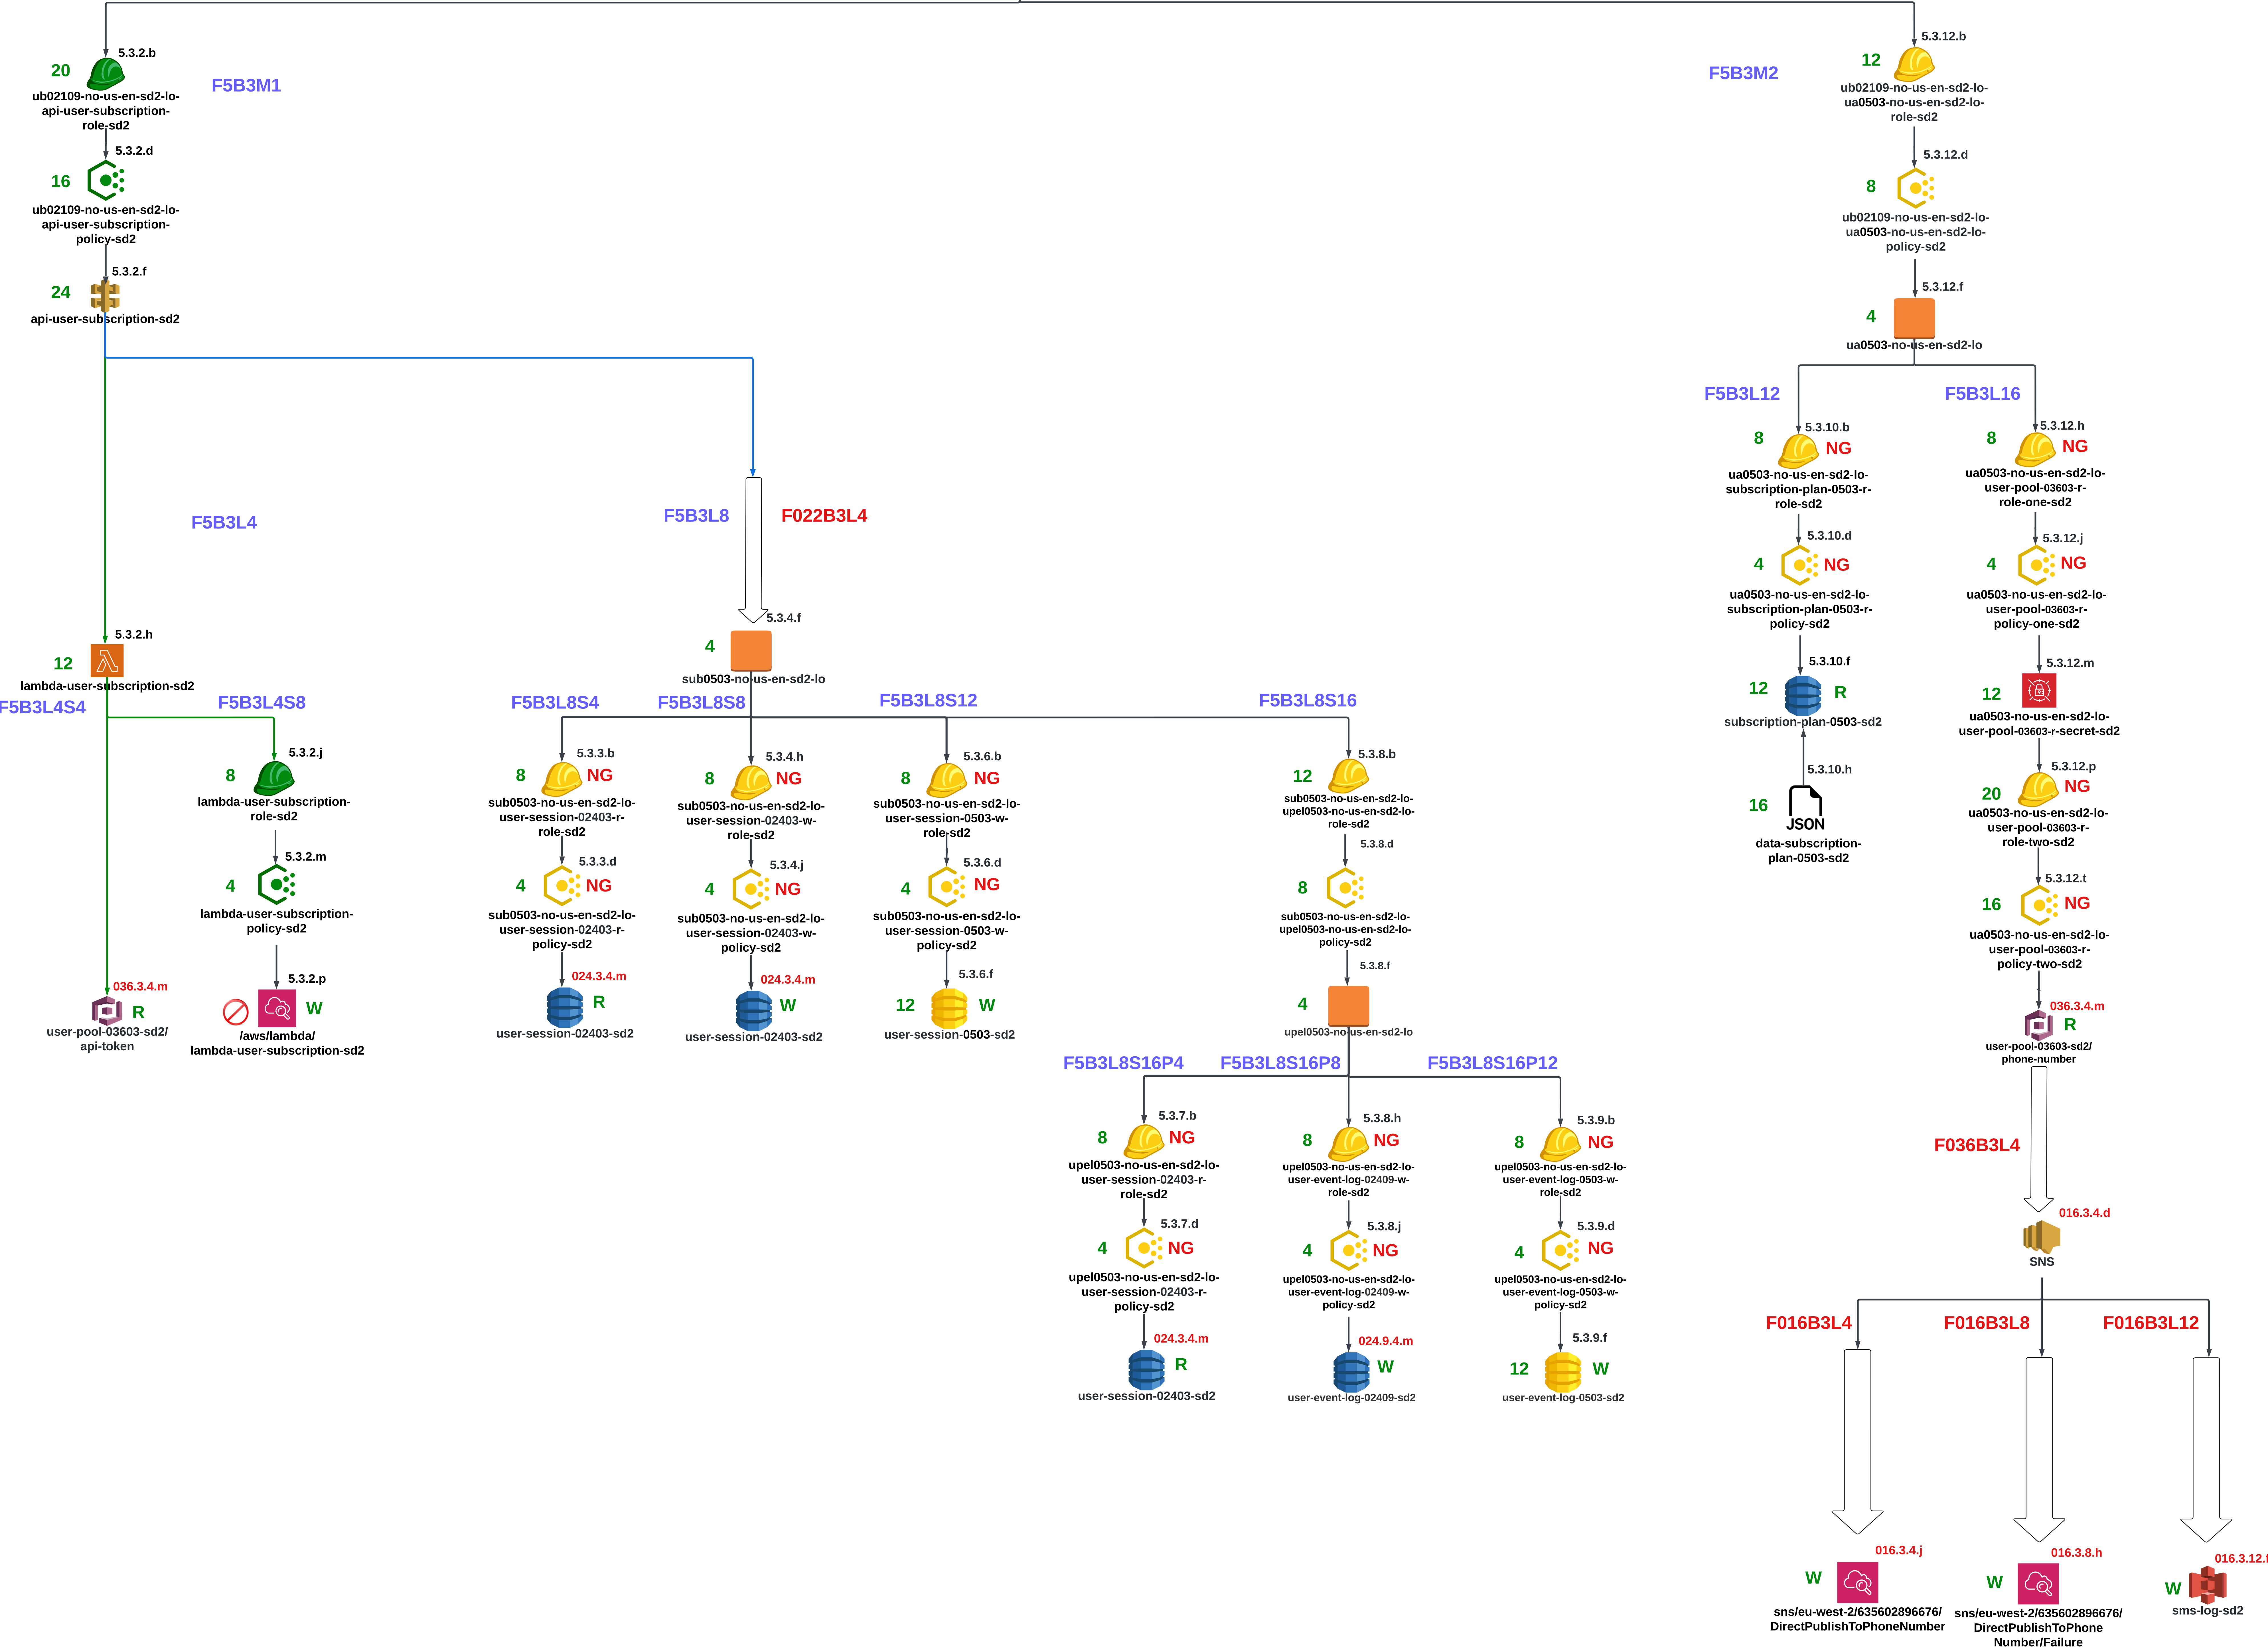 5.3.2.b
20
ub02109-no-us-en-sd2-lo-
api-user-subscription-
role-sd2
F5B3M1
5.3.2.d
16
ub02109-no-us-en-sd2-lo-
api-user-subscription-
policy-sd2
5.3.2.f
24
api-user-subscription-sd2
F5B3L4
5.3.2.h
12
lambda-user-subscription-sd2
F5B3L4S4
F5B3L4S8
5.3.2.j
8
lambda-user-subscription-
role-sd2
5.3.2.m
4
lambda-user-subscription-
policy-sd2
036.3.4.m
R
user-pool-03603-sd2/
api-token
5.3.2.p
W
/aws/lambda/
lambda-user-subscription-sd2
F5B3L8
F022B3L4
5.3.4.f
4
sub0503-no-us-en-sd2-lo
F5B3L8S4
F5B3L8S8
F5B3L8S12
F5B3L8S16
5.3.3.b
8
NG
sub0503-no-us-en-sd2-lo-
user-session-02403-r-
role-sd2
5.3.3.d
4
NG
sub0503-no-us-en-sd2-lo-
user-session-02403-r-
policy-sd2
024.3.4.m
R
user-session-02403-sd2
5.3.4.h
8
NG
sub0503-no-us-en-sd2-lo-
user-session-02403-w-
role-sd2
5.3.4.j
4
NG
sub0503-no-us-en-sd2-lo-
user-session-02403-w-
policy-sd2
024.3.4.m
W
user-session-02403-sd2
5.3.6.b
8
NG
sub0503-no-us-en-sd2-lo-
user-session-0503-w-
role-sd2
5.3.6.d
4
NG
sub0503-no-us-en-sd2-lo-
user-session-0503-w-
policy-sd2
5.3.6.f
12
W
user-session-0503-sd2
5.3.8.b
12
sub0503-no-us-en-sd2-lo-
upel0503-no-us-en-sd2-lo-
role-sd2
5.3.8.d
8
sub0503-no-us-en-sd2-lo-
upel0503-no-us-en-sd2-lo-
policy-sd2
5.3.8.f
4
upel0503-no-us-en-sd2-lo
F5B3L8S16P4
F5B3L8S16P8
F5B3L8S16P12
5.3.7.b
8
NG
upel0503-no-us-en-sd2-lo-
user-session-02403-r-
role-sd2
5.3.7.d
4
NG
upel0503-no-us-en-sd2-lo-
user-session-02403-r-
policy-sd2
024.3.4.m
R
user-session-02403-sd2
5.3.8.h
8
NG
upel0503-no-us-en-sd2-lo-
user-event-log-02409-w-
role-sd2
5.3.8.j
4
NG
upel0503-no-us-en-sd2-lo-
user-event-log-02409-w-
policy-sd2
024.9.4.m
W
user-event-log-02409-sd2
5.3.9.b
8
NG
upel0503-no-us-en-sd2-lo-
user-event-log-0503-w-
role-sd2
5.3.9.d
4
NG
upel0503-no-us-en-sd2-lo-
user-event-log-0503-w-
policy-sd2
5.3.9.f
12
W
user-event-log-0503-sd2
F5B3M2
5.3.12.b
12
ub02109-no-us-en-sd2-lo-
ua0503-no-us-en-sd2-lo-
role-sd2
5.3.12.d
8
ub02109-no-us-en-sd2-lo-
ua0503-no-us-en-sd2-lo-
policy-sd2
5.3.12.f
4
ua0503-no-us-en-sd2-lo
F5B3L12
F5B3L16
5.3.10.b
8
NG
ua0503-no-us-en-sd2-lo-
subscription-plan-0503-r-
role-sd2
5.3.10.d
4
NG
ua0503-no-us-en-sd2-lo-
subscription-plan-0503-r-
policy-sd2
5.3.10.f
12
R
subscription-plan-0503-sd2
5.3.10.h
16
JSON
data-subscription-
plan-0503-sd2
5.3.12.h
8
NG
ua0503-no-us-en-sd2-lo-
user-pool-03603-r-
role-one-sd2
5.3.12.j
4
NG
ua0503-no-us-en-sd2-lo-
user-pool-03603-r-
policy-one-sd2
5.3.12.m
12
ua0503-no-us-en-sd2-lo-
user-pool-03603-r-secret-sd2
5.3.12.p
20
NG
ua0503-no-us-en-sd2-lo-
user-pool-03603-r-
role-two-sd2
5.3.12.t
16
NG
ua0503-no-us-en-sd2-lo-
user-pool-03603-r-
policy-two-sd2
036.3.4.m
R
user-pool-03603-sd2/
phone-number
F036B3L4
016.3.4.d
SNS
F016B3L4
F016B3L8
F016B3L12
016.3.4.j
W
sns/eu-west-2/635602896676/
DirectPublishToPhoneNumber
016.3.8.h
W
sns/eu-west-2/635602896676/
DirectPublishToPhone
Number/Failure
016.3.12.f
W
sms-log-sd2